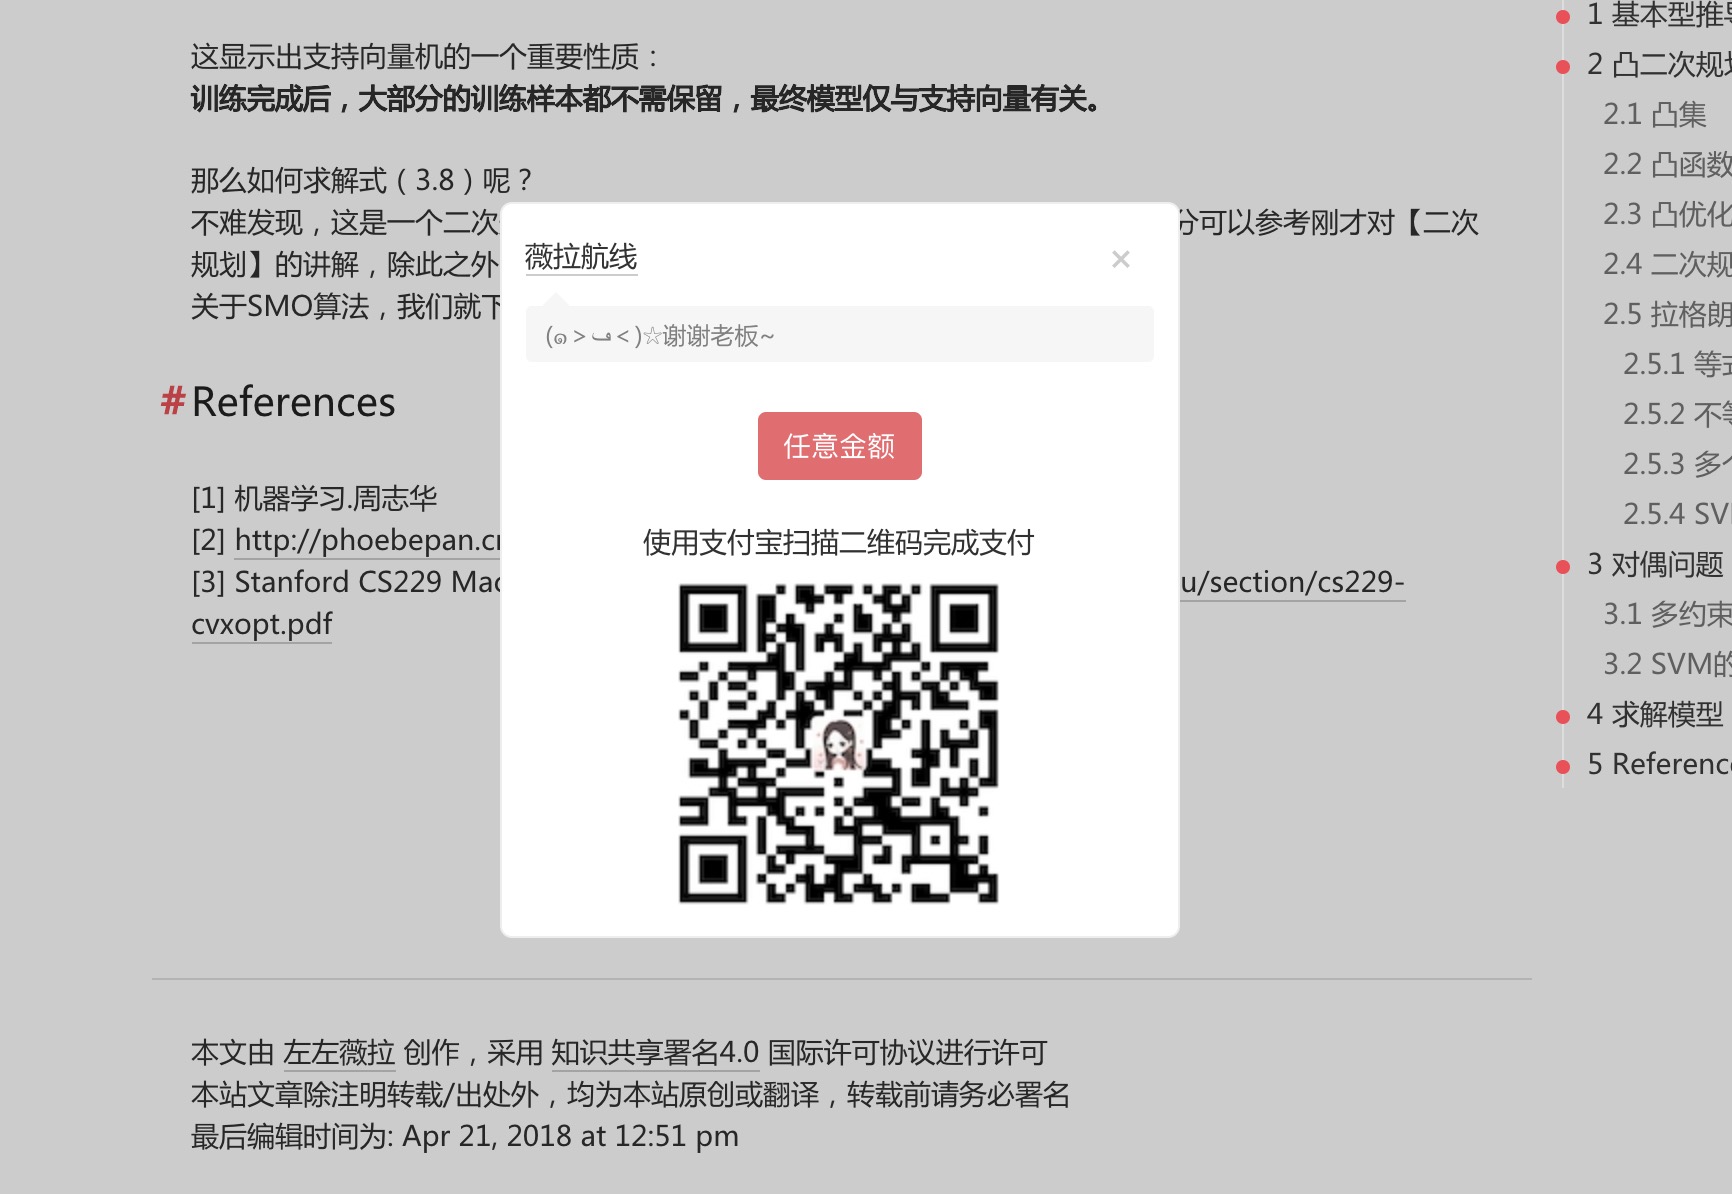 这显示出支持向量机的一个重要性质：
训练完成后，大部分的训练样本都不需保留，最终模型仅与支持向量有关。
那么如何求解式（3.8）呢？
不难发现，这是一个二次
分可以参考刚才对【二次
规划】的讲解，除此之外
关于SMO算法，我们就下
#References
[1] 机器学习.周志华
[2] http://phoebepan.cn
[3] Stanford CS229 Mac
u/section/cs229-
cvxopt.pdf
薇拉航线
×
(๑>ڡ<)☆谢谢老板~
任意金额
使用支付宝扫描二维码完成支付
本文由 左左薇拉 创作，采用 知识共享署名4.0 国际许可协议进行许可
本站文章除注明转载/出处外，均为本站原创或翻译，转载前请务必署名
最后编辑时间为: Apr 21, 2018 at 12:51 pm
1 基本型推导
2 凸二次规划
2.1 凸集
2.2 凸函数
2.3 凸优化
2.4 二次规
2.5 拉格朗
2.5.1 等式
2.5.2 不等
2.5.3 多个
2.5.4 SV
3 对偶问题
3.1 多约束
3.2 SVM的
4 求解模型
5 Reference